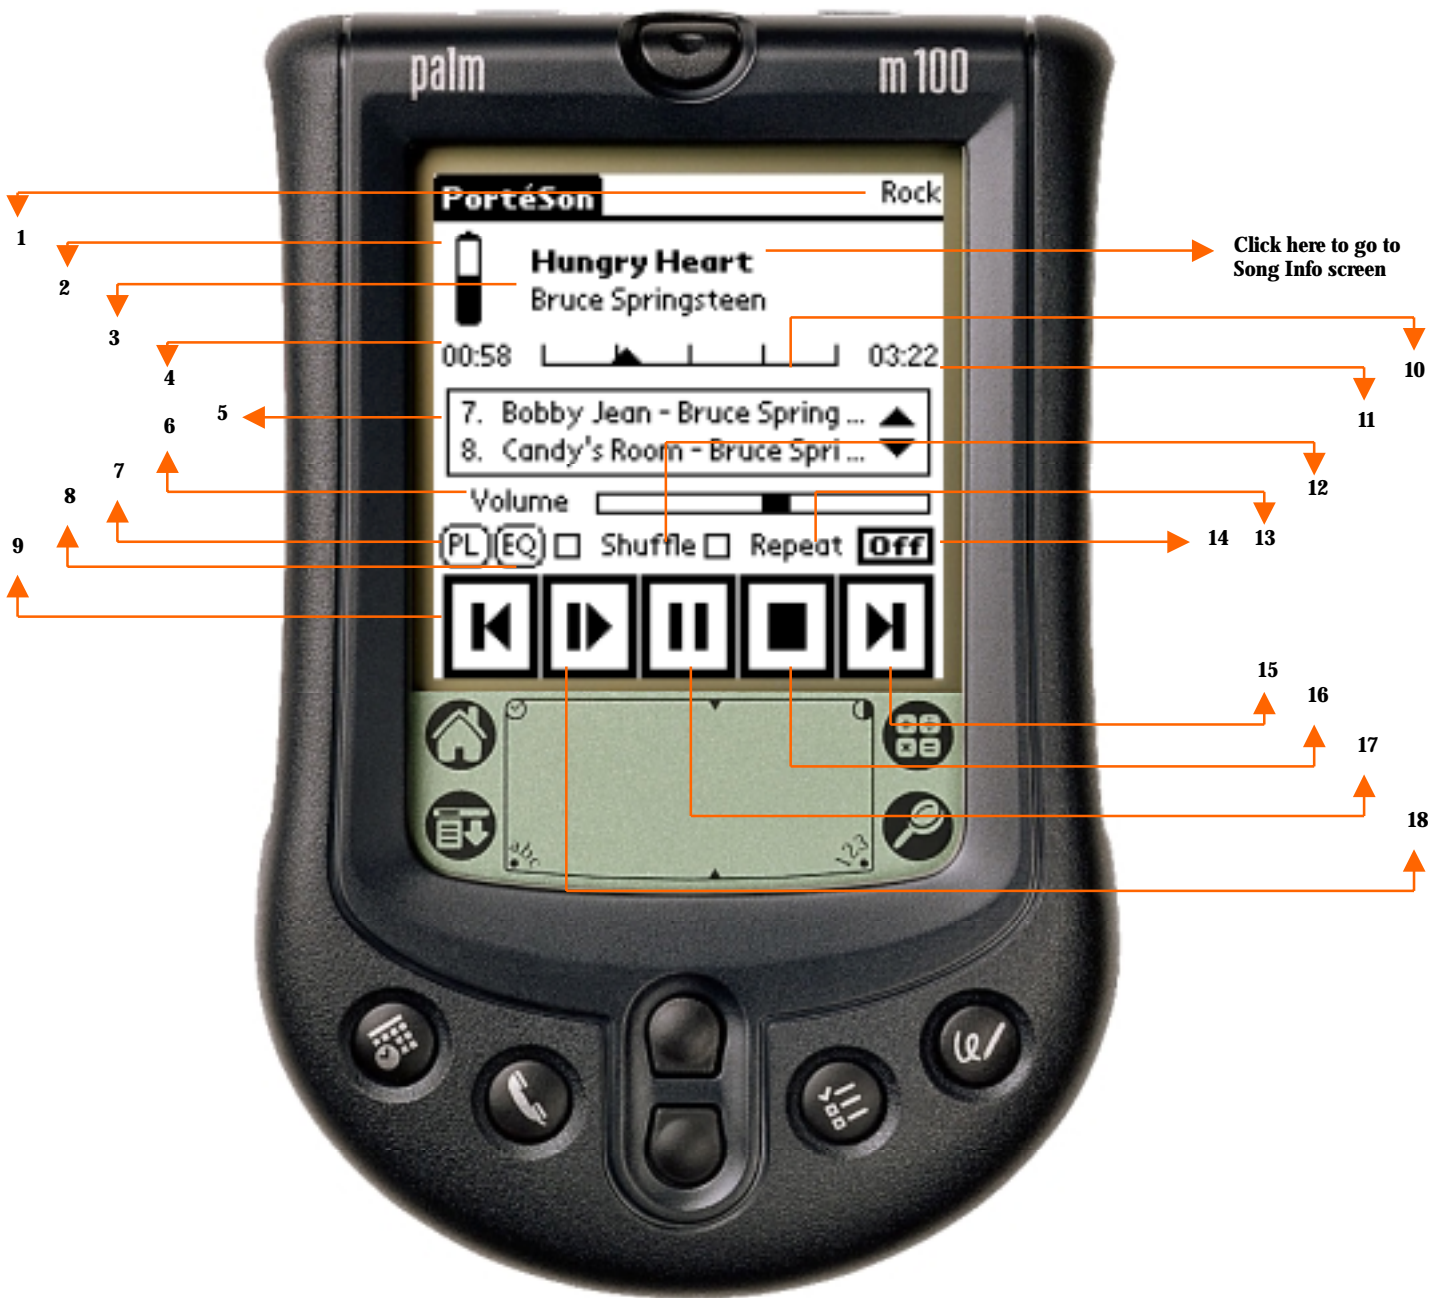 palm
m100
PortéSon
Rock
Hungry Heart
Bruce Springsteen
00:58
03:22
7. Bobby Jean - Bruce Spring ...
8. Candy's Room - Bruce Spri ...
Volume
PL
EQ
Shuffle
Repeat
Off
abc
123
1
2
3
4
5
6
7
8
9
Click here to go to
Song Info screen
10
11
12
13
14
15
16
17
18